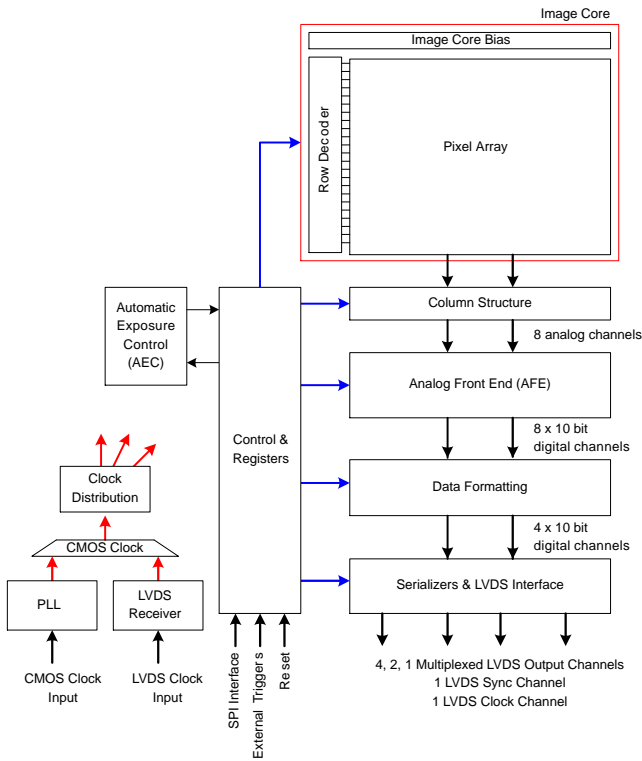 Image Core
Image Core Bias
Row Decoder
Pixel Array
Column Structure
8 analog channels
Automatic
Exposure
Control
(AEC)
Analog Front End (AFE)
8 x 10 bit
digital channels
Control &
Registers
Clock
Distribution
Data Formatting
4 x 10 bit
digital channels
CMOS Clock
PLL
LVDS
Receiver
Serializers & LVDS Interface
CMOS Clock
Input
LVDS Clock
Input
SPI Interface
External Triggers
Reset
4, 2, 1 Multiplexed LVDS Output Channels
1 LVDS Sync Channel
1 LVDS Clock Channel